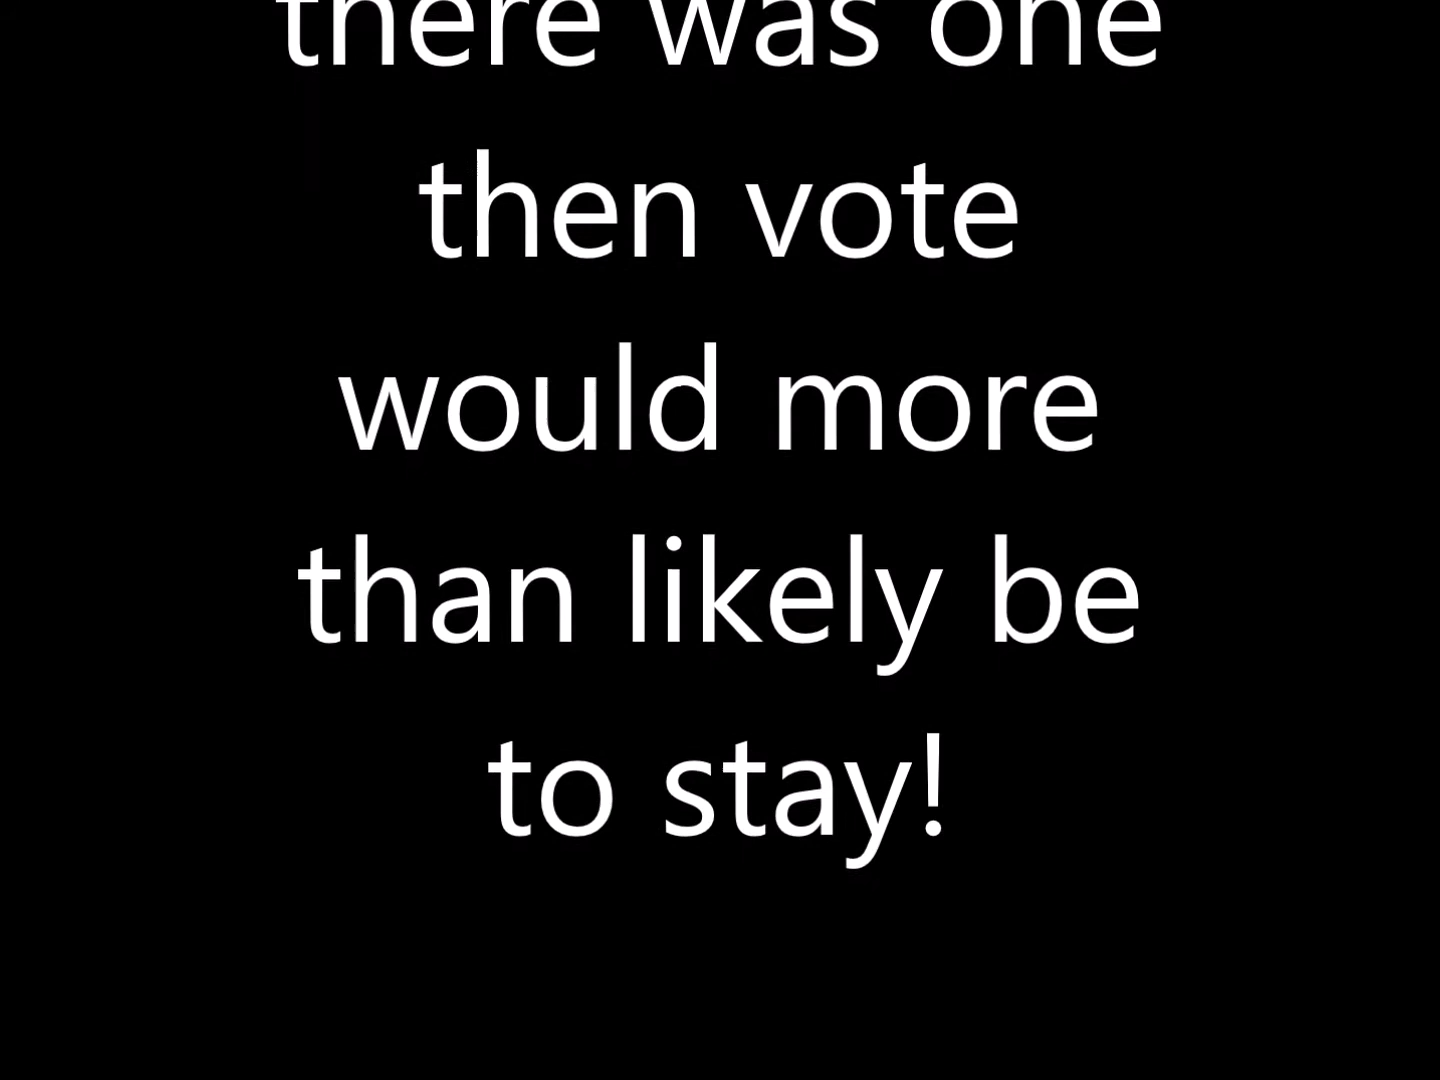 there was one
then vote
would more
than likely be
to stay!